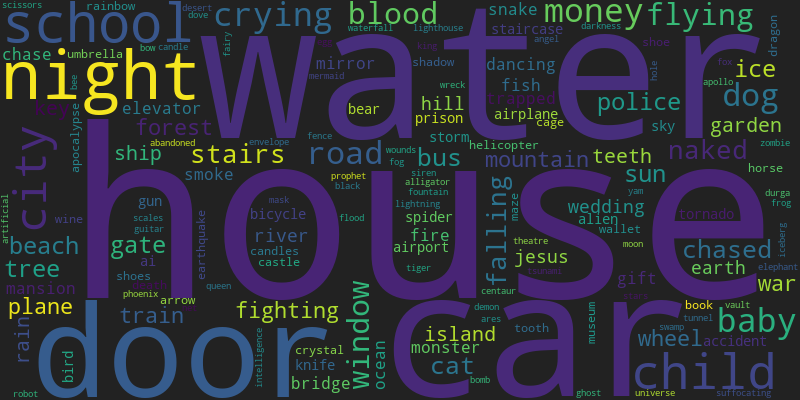 scissors
rainbow
desert
dove
crying
blood
snake
money
flying
school
waterfall
lighthouse
staircase
angel
darkness
shoe
dragon
chase
umbrella
bow
candle
fairy
water
king
mirror
shadow
dancing
fox
hole
night
bee
wreck
fish
ice
apollo
elevator
bear
hill
prison
trapped
airplane
cage
police
dog
city
apocalypse
forest
fence
storm
sky
garden
abandoned
envelope
helicopter
zombie
ship
stairs
road
wounds
fog
bus
mountain
teeth
naked
smoke
prophet
black
siren
alligator
sun
horse
house
artificial
wine
gun
scales
guitar
earthquake
mask
bicycle
flood
fountain
lightning
spider
falling
maze
yam
wedding
alien
wallet
durga
frog
tornado
beach
gate
ai
river
candles
castle
fire
airport
theatre
moon
chased
iceberg
tree
shoes
jesus
earth
elephant
mansion
phoenix
arrow
queen
tiger
centaur
tsunami
gift
war
plane
train
fighting
window
demon
ares
book
vault
tunnel
baby
rain
door
car
island
tooth
museum
swamp
wheel
accident
bird
intelligence
crystal
monster
knife
ocean
cat
bridge
bomb
child
robot
ghost
universe
suffocating